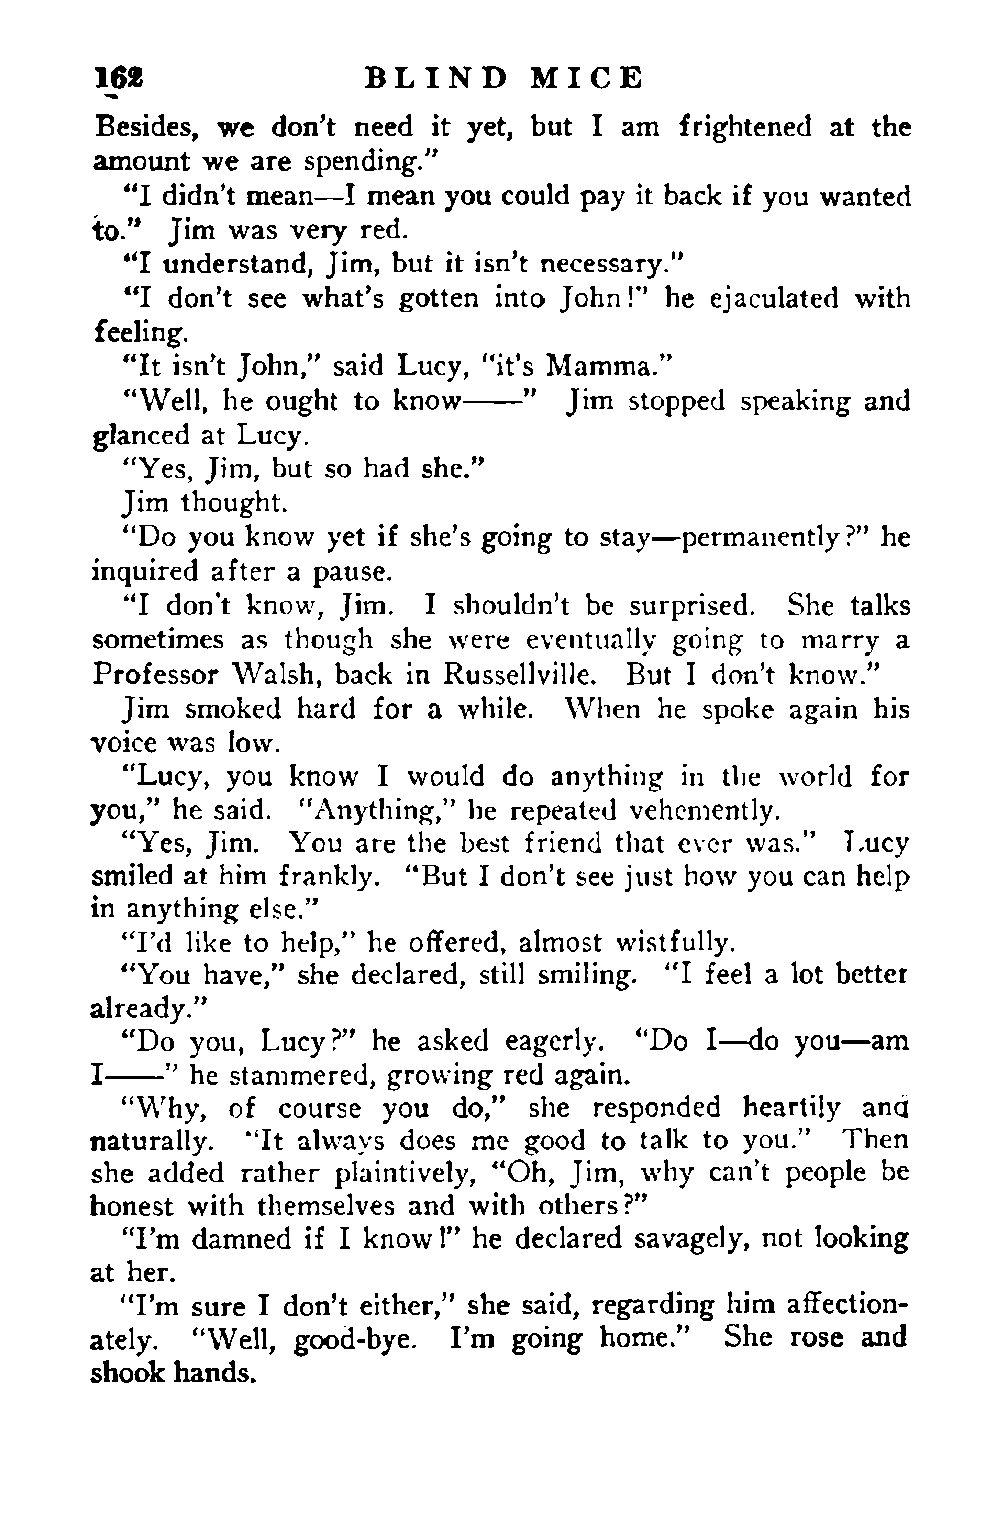 162 BLIND MICE
Besides, we don't need it yet, but I am frightened at the
amount we are spending."
"I didn't mean—I mean you could pay it back if you wanted
to." Jim was very red.
"I understand, Jim, but it isn't necessary."
"I don't see what's gotten into John!" he ejaculated with
feeling.
"It isn't John," said Lucy, "it's Mamma."
"Well, he ought to know——" Jim stopped speaking and
glanced at Lucy.
"Yes, Jim, but so had she."
Jim thought.
"Do you know yet if she's going to stay—permanently?" he
inquired after a pause.
"I don't know, Jim. I shouldn't be surprised. She talks
sometimes as though she were eventually going to marry a
Professor Walsh, back in Russellville. But I don't know."
Jim smoked hard for a while. When he spoke again his
voice was low.
"Lucy, you know I would do anything in the world for
you," he said. "Anything," he repeated vehemently.
"Yes, Jim. You are the best friend that ever was." Lucy
smiled at him frankly. "But I don't see just how you can help
in anything else."
"I'd like to help," he offered, almost wistfully.
"You have," she declared, still smiling. "I feel a lot better
already."
"Do you, Lucy?" he asked eagerly. "Do I—do you—am
I——" he stammered, growing red again.
"Why, of course you do," she responded heartily and
naturally. "It always does me good to talk to you." Then
she added rather plaintively, "Oh, Jim, why can't people be
honest with themselves and with others?"
"I'm damned if I know!" he declared savagely, not looking
at her.
"I'm sure I don't either," she said, regarding him affection-
ately. "Well, good-bye. I'm going home." She rose and
shook hands.